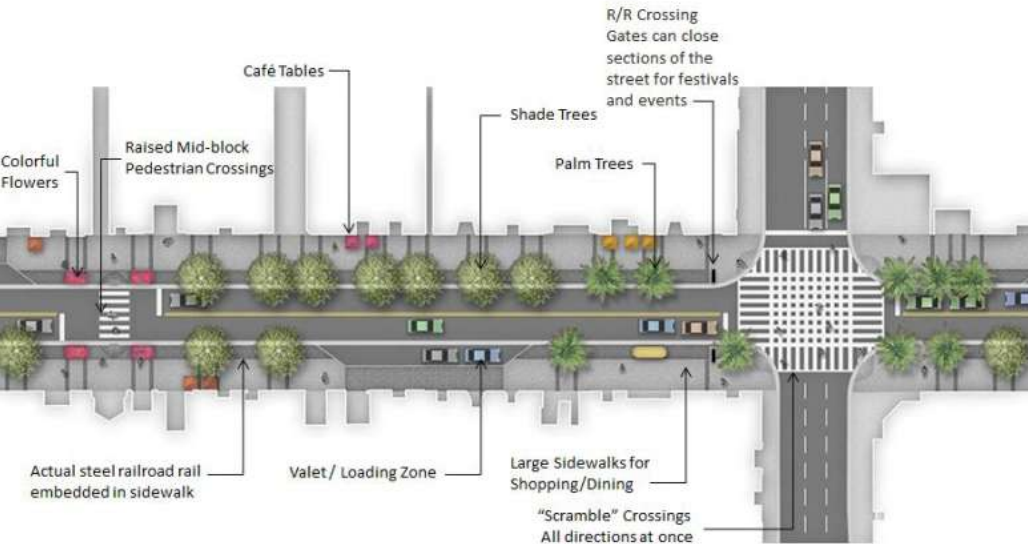 R/R Crossing
Gates can close
sections of the
street for festivals
and events
Café Tables
Shade Trees
Raised Mid-block
Pedestrian Crossings
Colorful
Flowers
Palm Trees
Actual steel railroad rail
embedded in sidewalk
Valet / Loading Zone
Large Sidewalks for
Shopping/Dining
“Scramble” Crossings
All directions at once